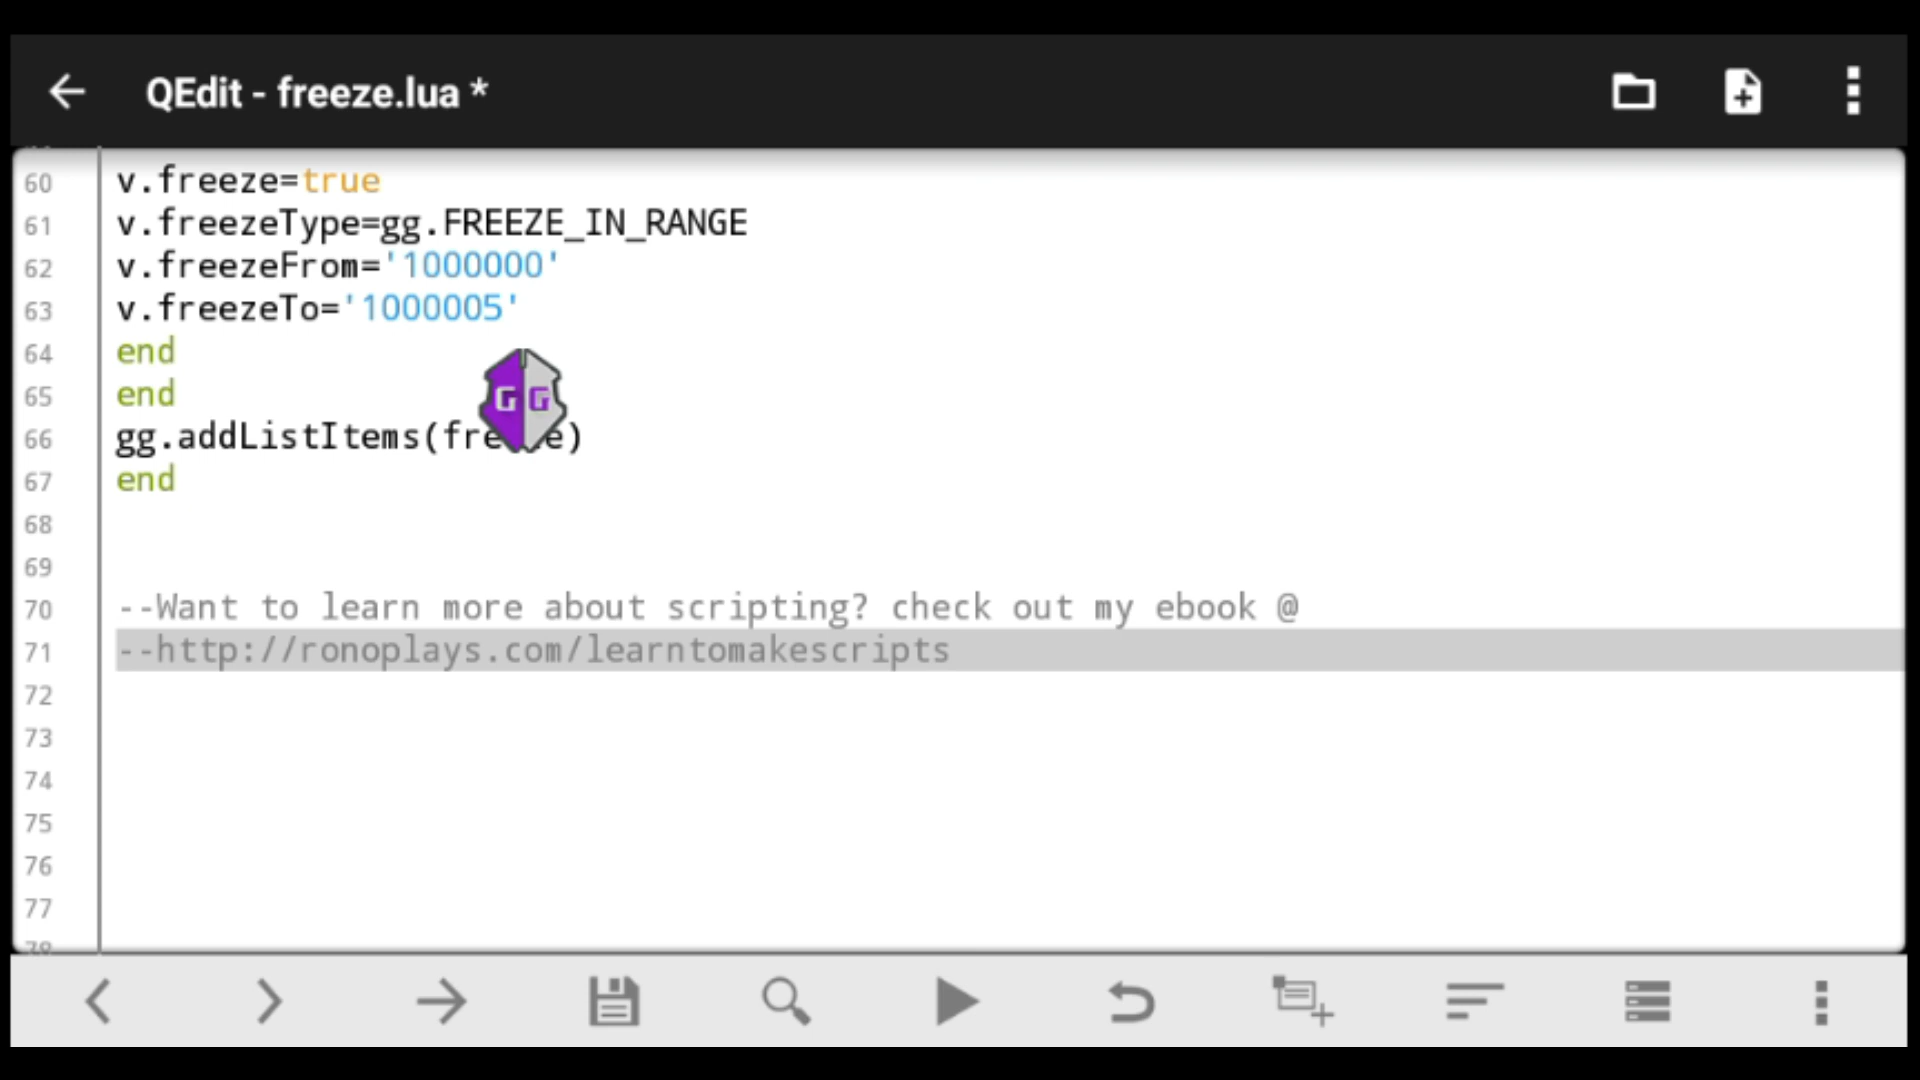 QEdit - freeze.lua *
60 v.freeze=true
61 v.freezeType=gg.FREEZE_IN_RANGE
62 v.freezeFrom='1000000'
63 v.freezeTo='1000005'
64 end
65 end
G G
66 gg.addListItems(fre e)
67 end
68
69
70 --Want to learn more about scripting? check out my ebook @
71 --http://ronoplays.com/learntomakescripts
72
73
74
75
76
77
78